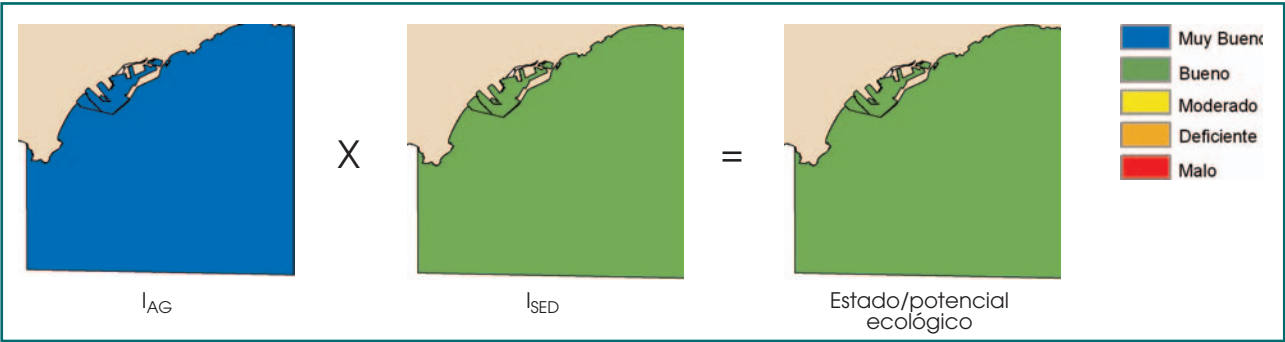 X
=
I_AG
I_SED
Estado/potencial
ecológico
Muy Bueno
Bueno
Moderado
Deficiente
Malo